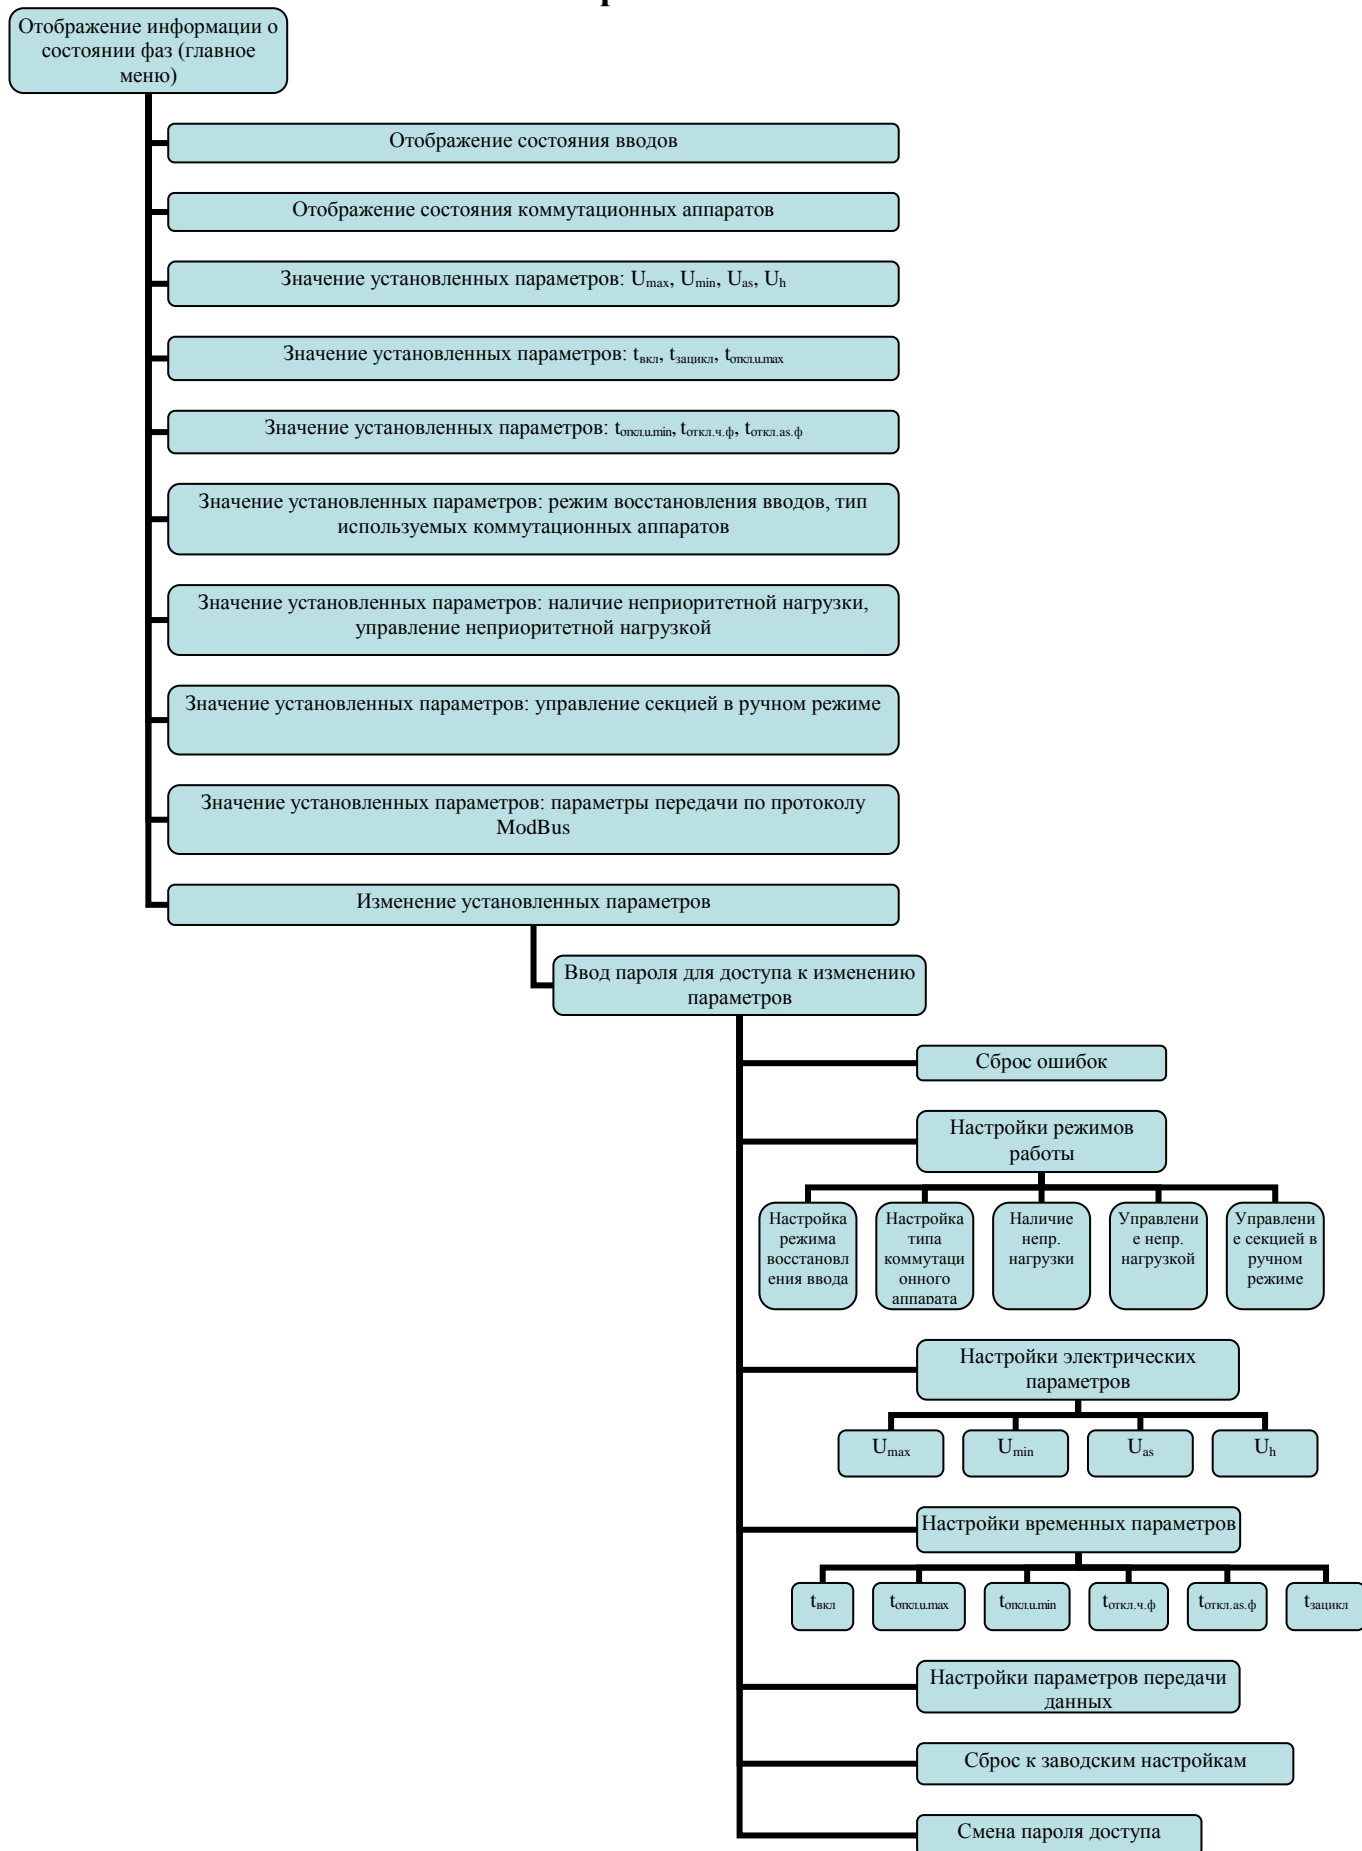 Отображение информации о
состоянии фаз (главное
меню)
Отображение состояния вводов
Отображение состояния коммутационных аппаратов
Значение установленных параметров: Umax, Umin, Uas, Uh
Значение установленных параметров: tвкл, tзацикл, tоткл.u.max
Значение установленных параметров: tоткл.u.min, tоткл.ч.ф, tоткл.as.ф
Значение установленных параметров: режим восстановления вводов, тип
используемых коммутационных аппаратов
Значение установленных параметров: наличие неприоритетной нагрузки,
управление неприоритетной нагрузкой
Значение установленных параметров: управление секцией в ручном режиме
Значение установленных параметров: параметры передачи по протоколу
ModBus
Изменение установленных параметров
Ввод пароля для доступа к изменению
параметров
Сброс ошибок
Настройки режимов
работы
Настройка
режима
восстановл
ения ввода
Настройка
типа
коммутаци
онного
аппарата
Наличие
непр.
нагрузки
Управлени
е непр.
нагрузкой
Управлени
е секцией в
ручном
режиме
Настройки электрических
параметров
Umax
Umin
Uas
Uh
Настройки временных параметров
tвкл
tоткл.u.max
tоткл.u.min
tоткл.ч.ф
tоткл.as.ф
tзацикл
Настройки параметров передачи
данных
Сброс к заводским настройкам
Смена пароля доступа